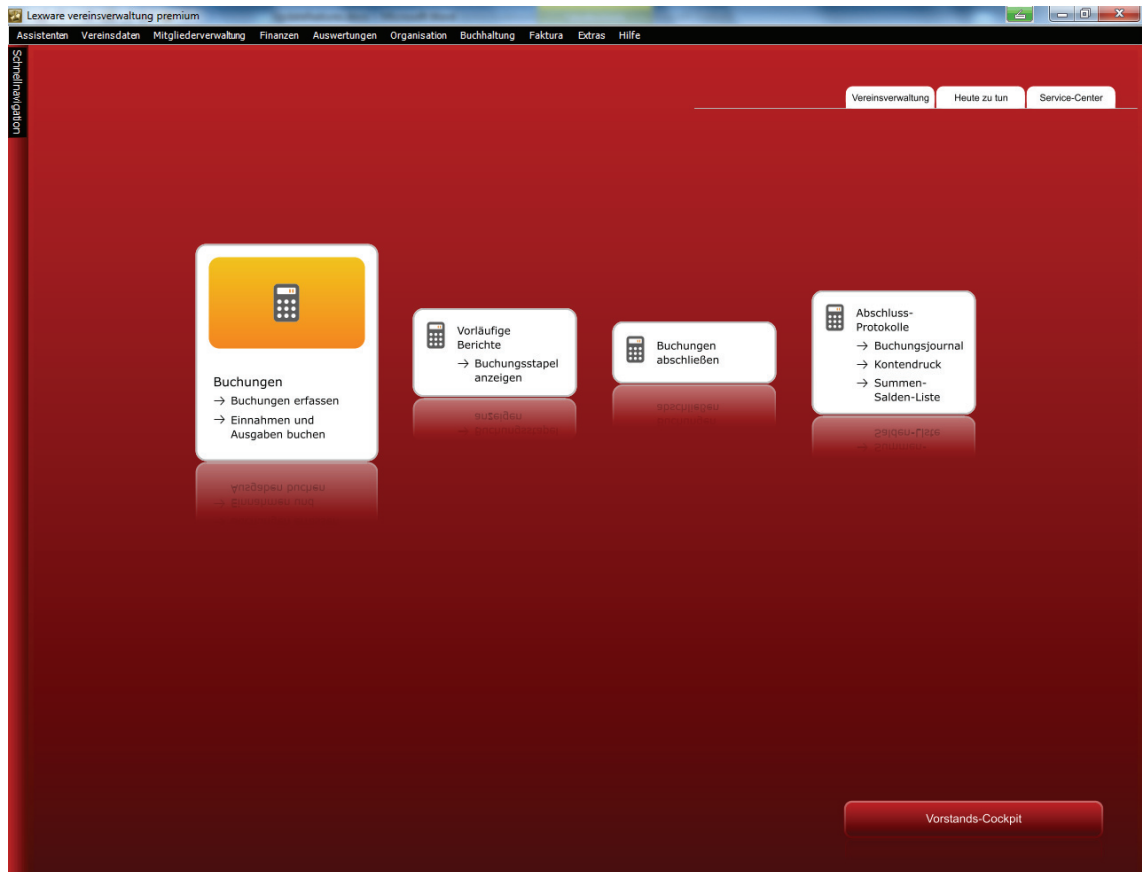 Lexware vereinsverwaltung premium
Assistenten Vereinsdaten Mitgliederverwaltung Finanzen Auswertungen Organisation Buchhaltung Faktura Extras Hilfe
Schnellnavigation
Vereinsverwaltung Heute zu tun Service-Center
Buchungen
→ Buchungen erfassen
→ Einnahmen und
Ausgaben buchen
Vorläufige
Berichte
→ Buchungsstapel
anzeigen
Buchungen
abschließen
Abschluss-
Protokolle
→ Buchungsjournal
→ Kontendruck
→ Summen-
Salden-Liste
Vorstands-Cockpit